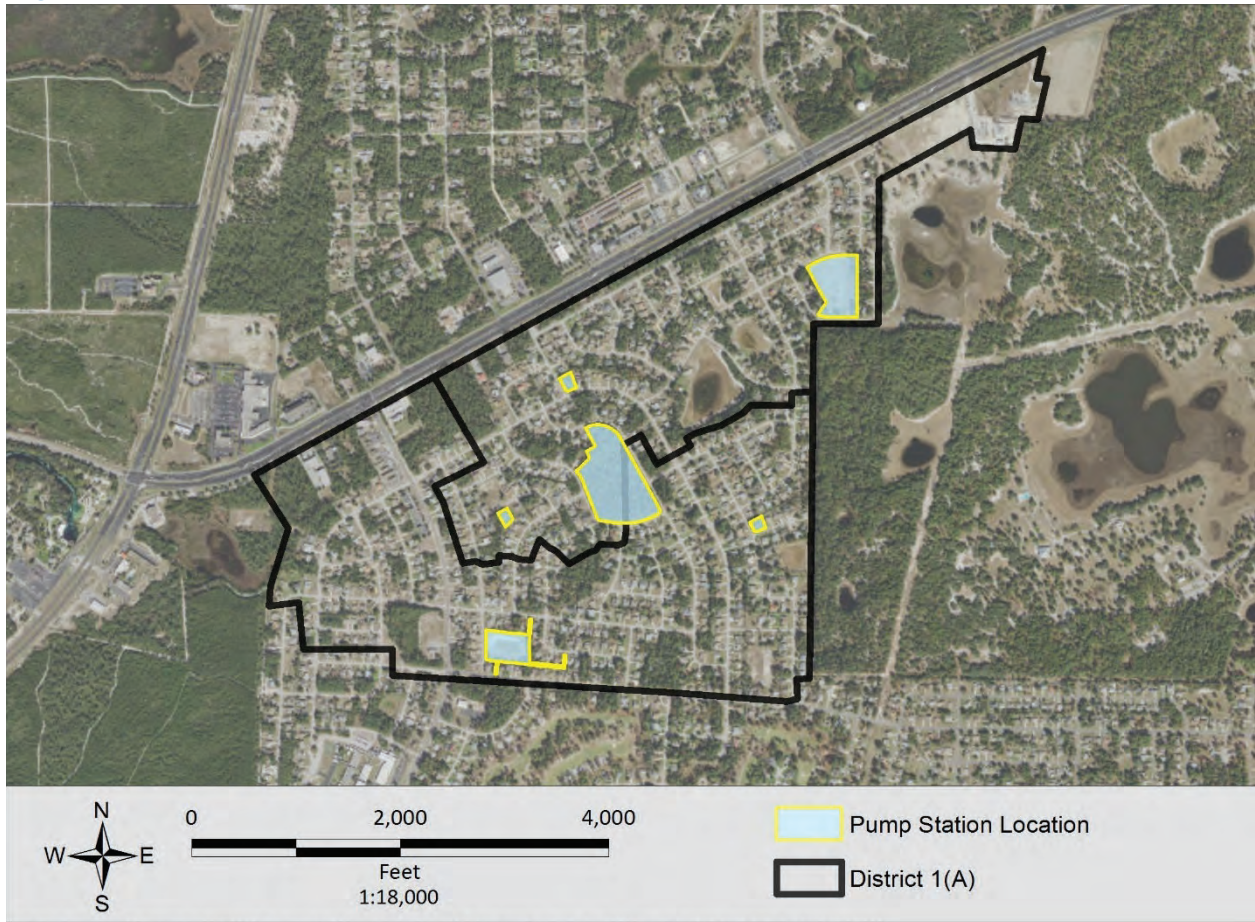 N
W E
S
0 2,000 4,000
Feet
1:18,000
Pump Station Location
District 1(A)